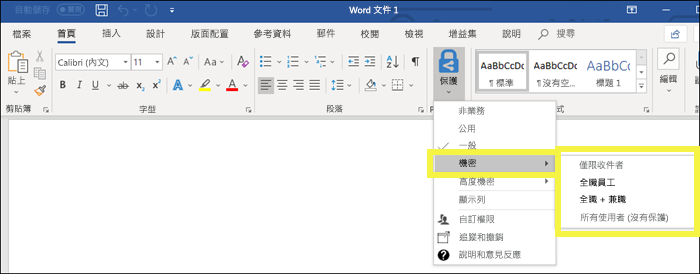 自動儲存 關閉
Word 文件 1
檔案 首頁 插入 設計 版面配置 參考資料 郵件 校閱 檢視 增益集 說明 搜尋
Calibri (內文) 11
貼上
剪貼簿
字型
段落
保護
AaBbCcDc
¶ 標準
AaBbCcDc
¶ 沒有空...
AaBbCc
標題 1
式
編輯
非業務
公用
一般
機密
高度機密
顯示列
自訂權限
追蹤和撤銷
說明和意見反應
僅限收件者
全職員工
全職 + 兼職
所有使用者 (沒有保護)